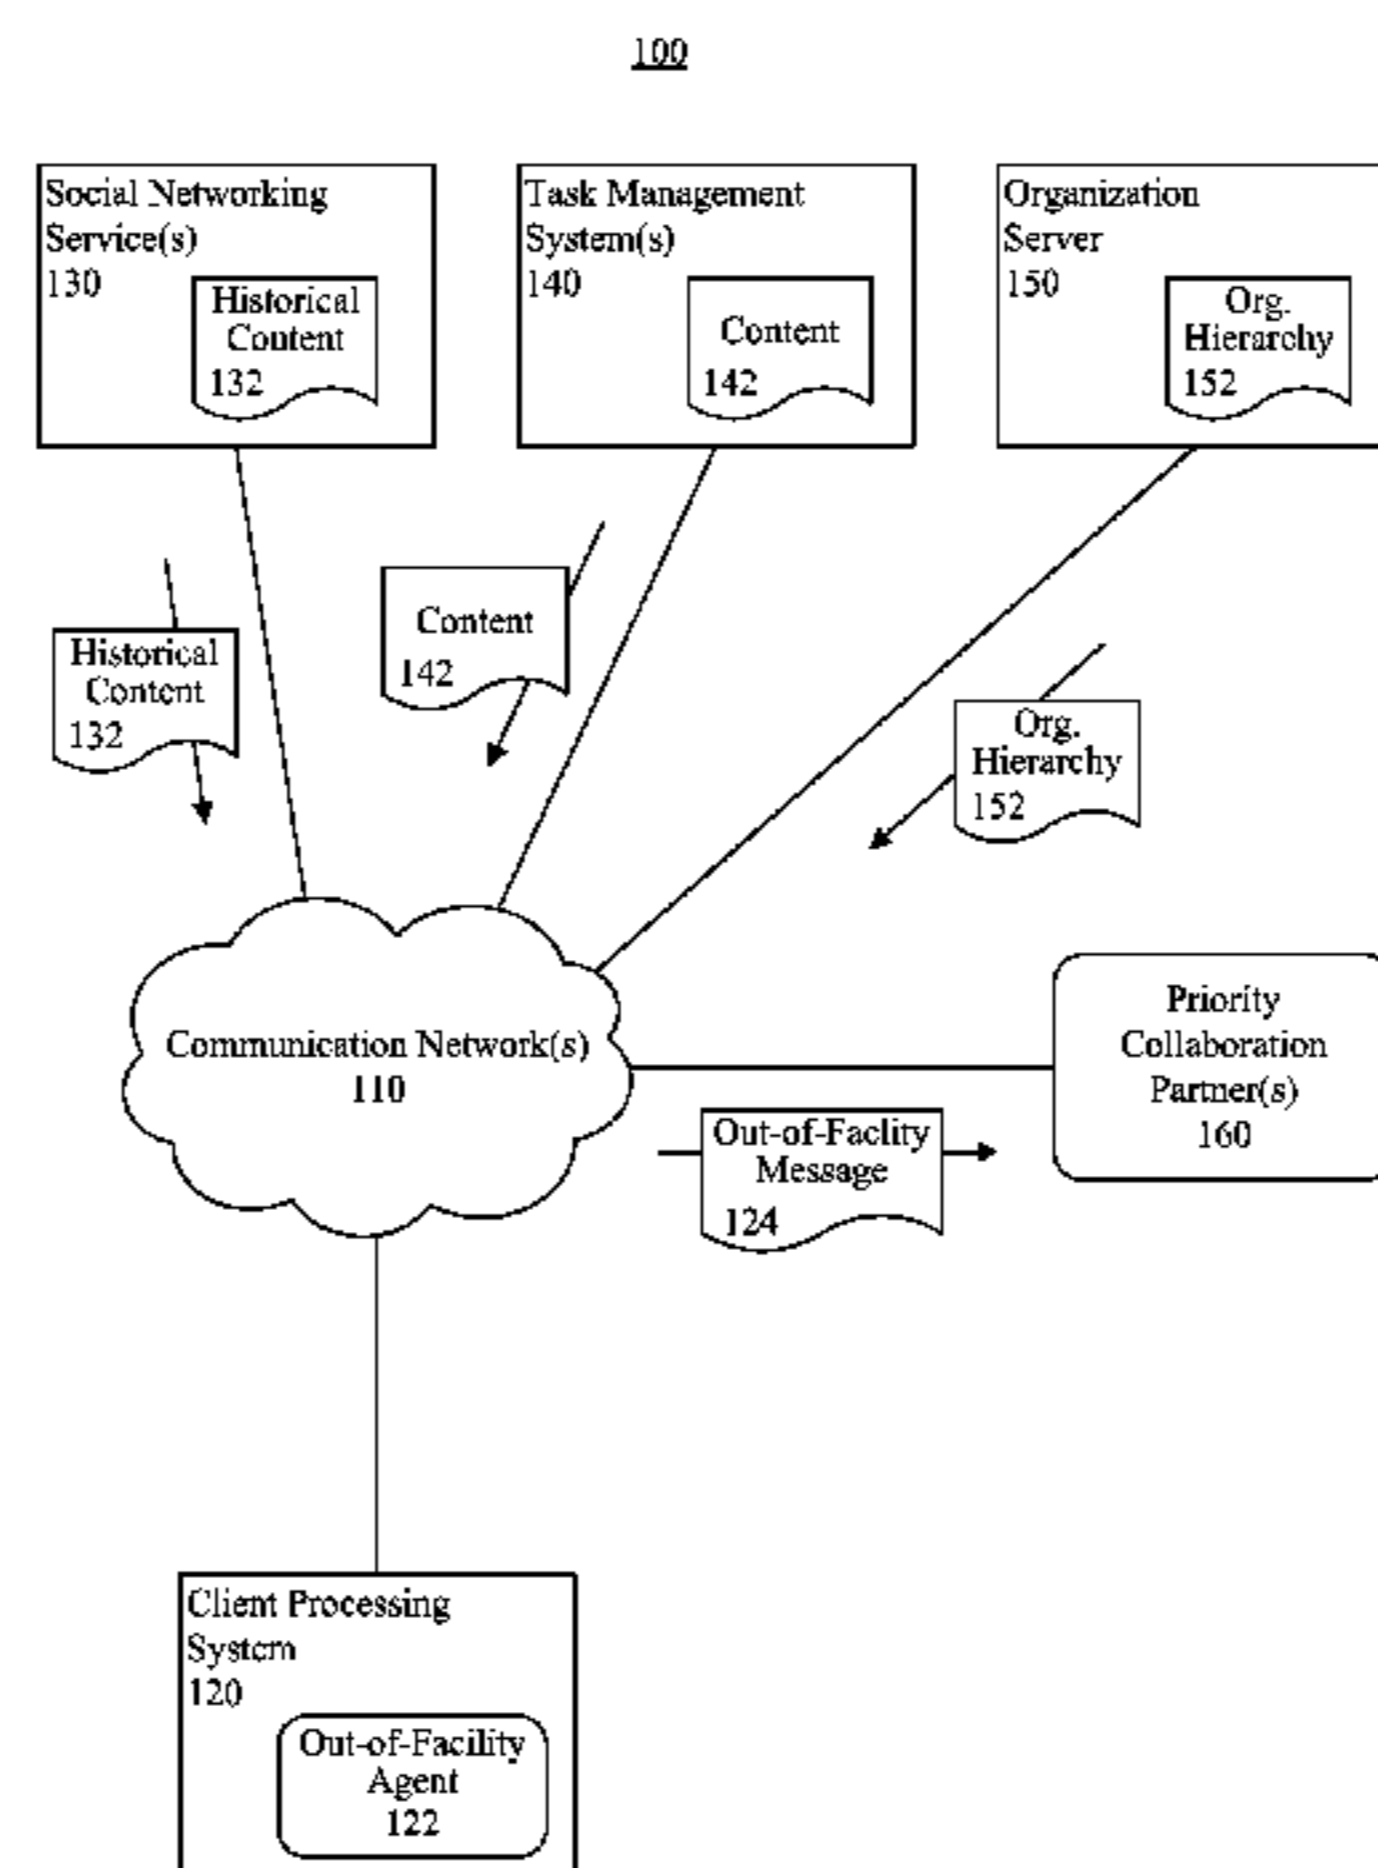 100
Social Networking
Service(s)
130
Historical
Content
132
Task Management
System(s)
140
Content
142
Organization
Server
150
Org.
Hierarchy
152
Historical
Content
132
Content
142
Org.
Hierarchy
152
Communication Network(s)
110
Priority
Collaboration
Partner(s)
160
Out-of-Faclity
Message
124
Client Processing
System
120
Out-of-Facility
Agent
122